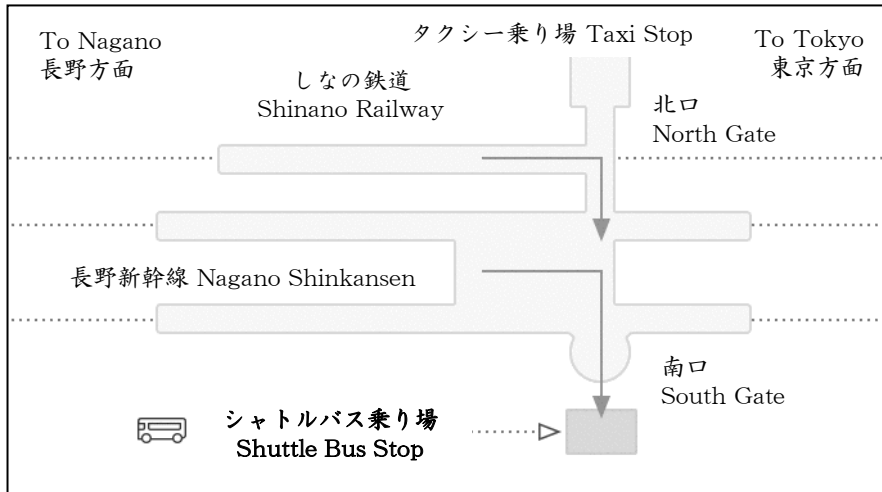 To Nagano
長野方面
タクシー乗り場 Taxi Stop
To Tokyo
東京方面
しなの鉄道
Shinano Railway
北口
North Gate
長野新幹線 Nagano Shinkansen
南口
South Gate
シャトルバス乗り場
Shuttle Bus Stop